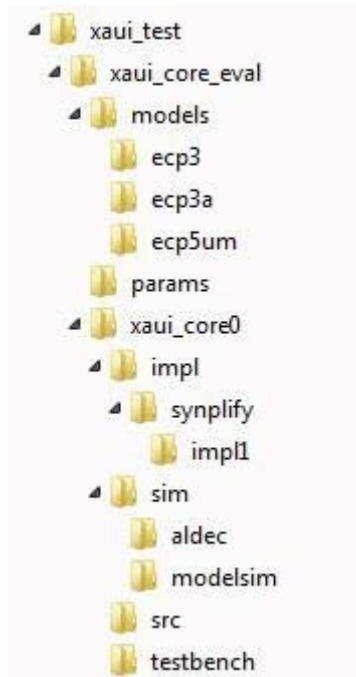 xaui_test
xaui_core_eval
models
ecp3
ecp3a
ecp5um
params
xaui_core0
impl
synplify
impl1
sim
aldec
modelsim
src
testbench